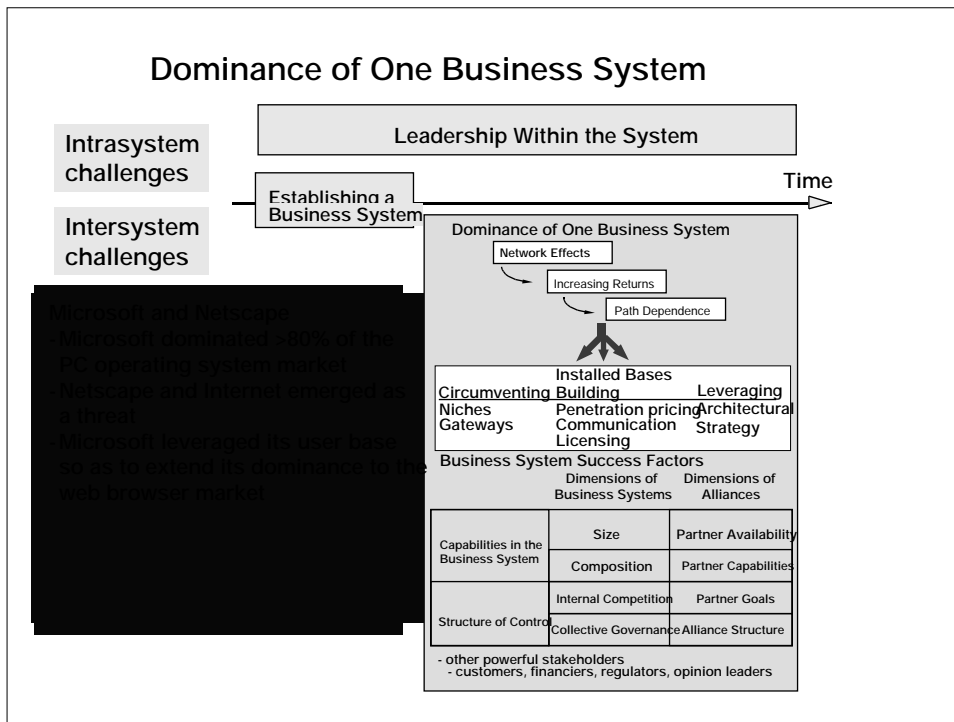 Dominance of One Business System
Intrasystem
challenges
Leadership Within the System
Time
Establishing a
Business System
Intersystem
challenges
Microsoft and Netscape
- Microsoft dominated >80% of the
PC operating system market
- Netscape and Internet emerged as
a threat
- Microsoft leveraged its user base
so as to extend its dominance to the
web browser market
Dominance of One Business System
Network Effects
Increasing Returns
Path Dependence
Installed Bases
Circumventing Building Leveraging
Niches Penetration pricing Architectural
Gateways Communication Strategy
Licensing
Business System Success Factors
Dimensions of Dimensions of
Business Systems Alliances
Capabilities in the
Business System
Size Partner Availability
Composition Partner Capabilities
Structure of Control
Internal Competition Partner Goals
Collective Governance Alliance Structure
- other powerful stakeholders
- customers, financiers, regulators, opinion leaders